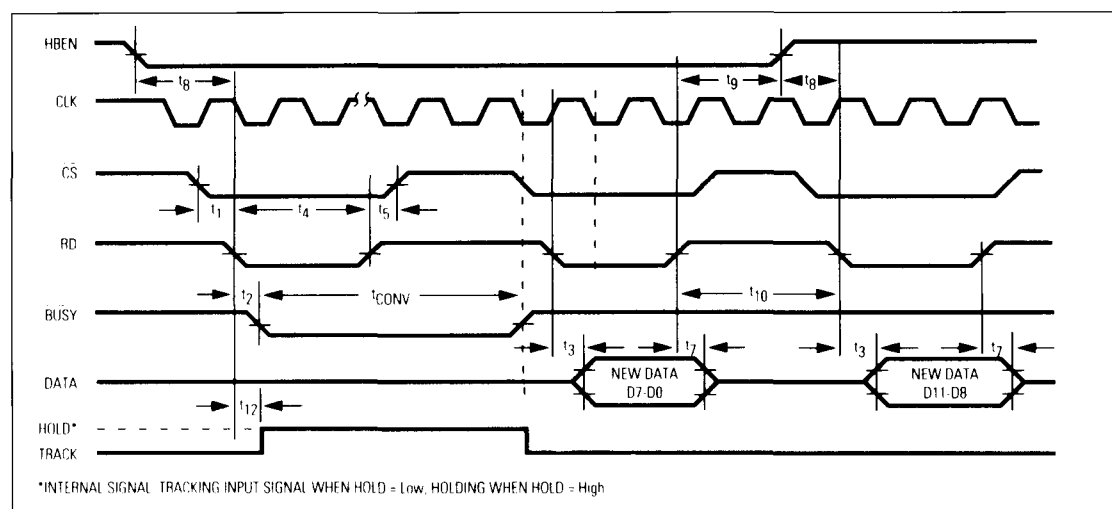 HBEN
t8
t9
t8
CLK
CS
t1
t4
t5
RD
t2
tCONV
t10
BUSY
t3
t7
t3
t7
DATA
NEW DATA
D7-D0
NEW DATA
D11-D8
t12
HOLD*
TRACK
*INTERNAL SIGNAL. TRACKING INPUT SIGNAL WHEN HOLD = Low, HOLDING WHEN HOLD = High